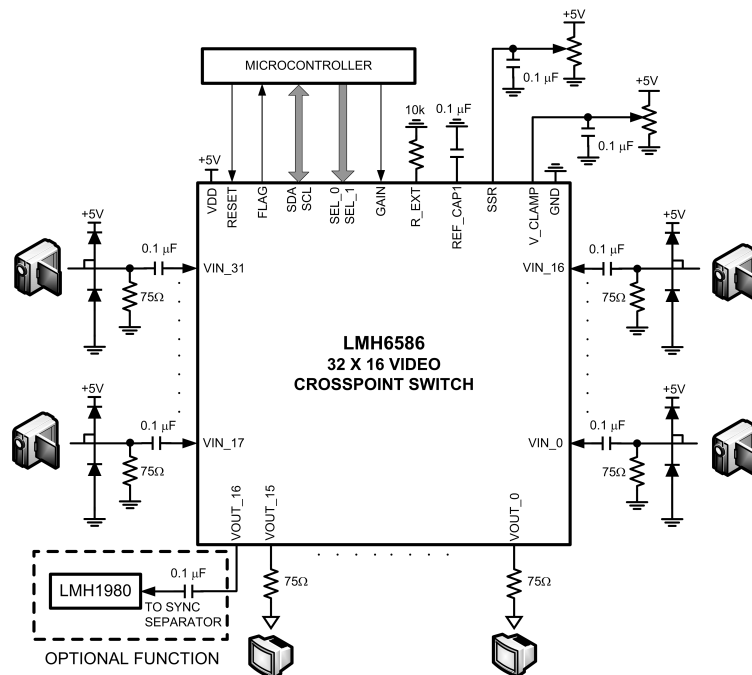 +5V
MICROCONTROLLER
0.1 µF
+5V
10k
0.1 µF
0.1 µF
+5V
VDD
RESET
FLAG
SDA
SCL
SEL_0
SEL_1
GAIN
R_EXT
REF_CAP1
SSR
V_CLAMP
GND
+5V
+5V
0.1 µF
0.1 µF
VIN_31
VIN_16
75Ω
75Ω
LMH6586
32 X 16 VIDEO
CROSSPOINT SWITCH
+5V
+5V
0.1 µF
0.1 µF
VIN_17
VIN_0
75Ω
75Ω
VOUT_16
VOUT_15
VOUT_0
0.1 µF
LMH1980
TO SYNC
SEPARATOR
75Ω
75Ω
OPTIONAL FUNCTION